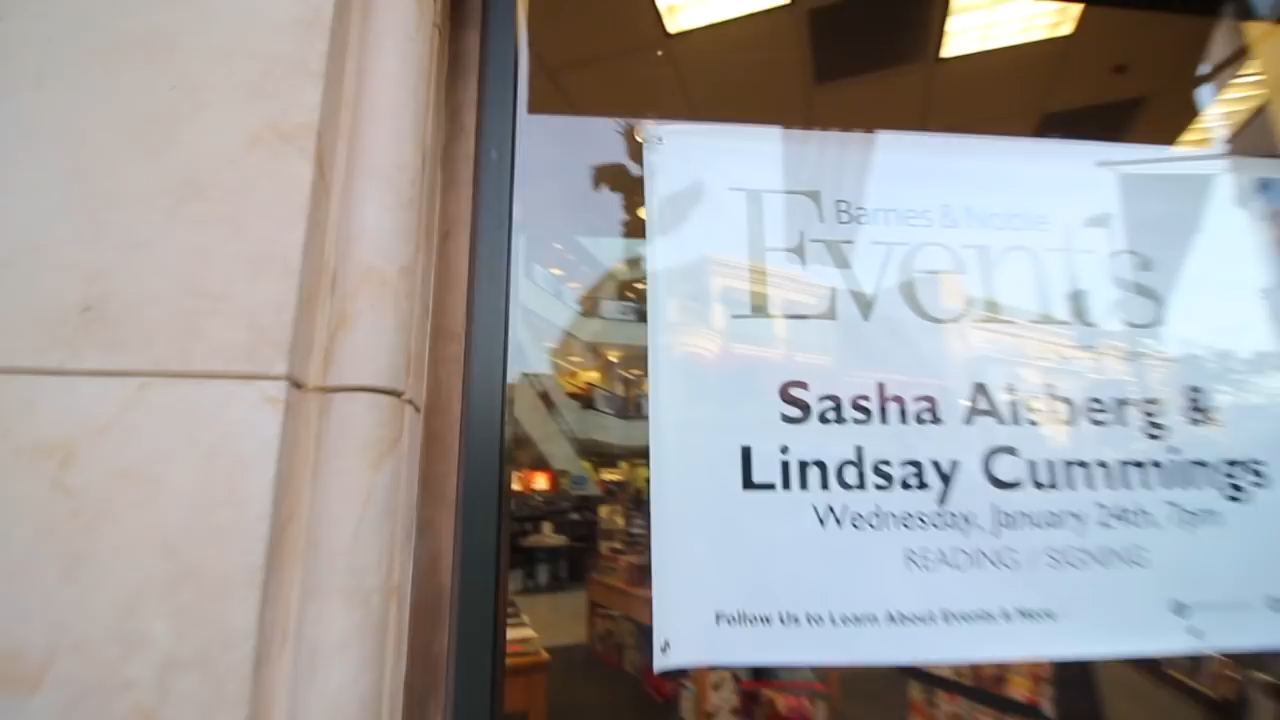 Barnes & Noble
Events
Sasha Alsberg &
Lindsay Cummings
Wednesday, January 24th, 7pm
READING / SIGNING
Follow Us to Learn About Events & More